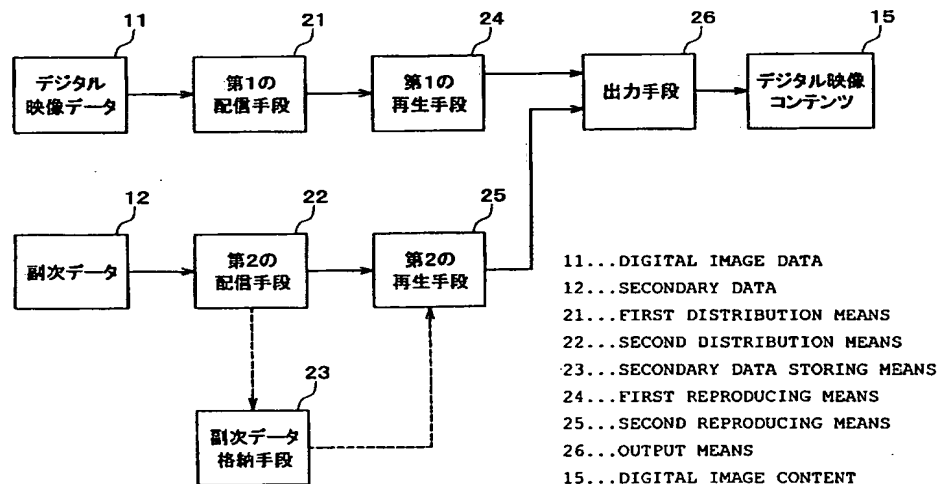 11
21
24
26
15
デジタル
映像データ
第1の
配信手段
第1の
再生手段
出力手段
デジタル映像
コンテンツ
12
22
25
副次データ
第2の
配信手段
第2の
再生手段
23
副次データ
格納手段
11...DIGITAL IMAGE DATA
12...SECONDARY DATA
21...FIRST DISTRIBUTION MEANS
22...SECOND DISTRIBUTION MEANS
23...SECONDARY DATA STORING MEANS
24...FIRST REPRODUCING MEANS
25...SECOND REPRODUCING MEANS
26...OUTPUT MEANS
15...DIGITAL IMAGE CONTENT